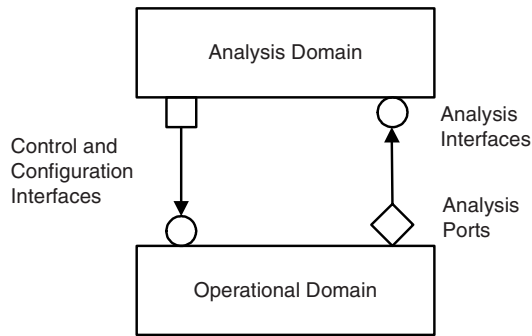 Analysis Domain
Control and
Configuration
Interfaces
Analysis
Interfaces
Analysis
Ports
Operational Domain